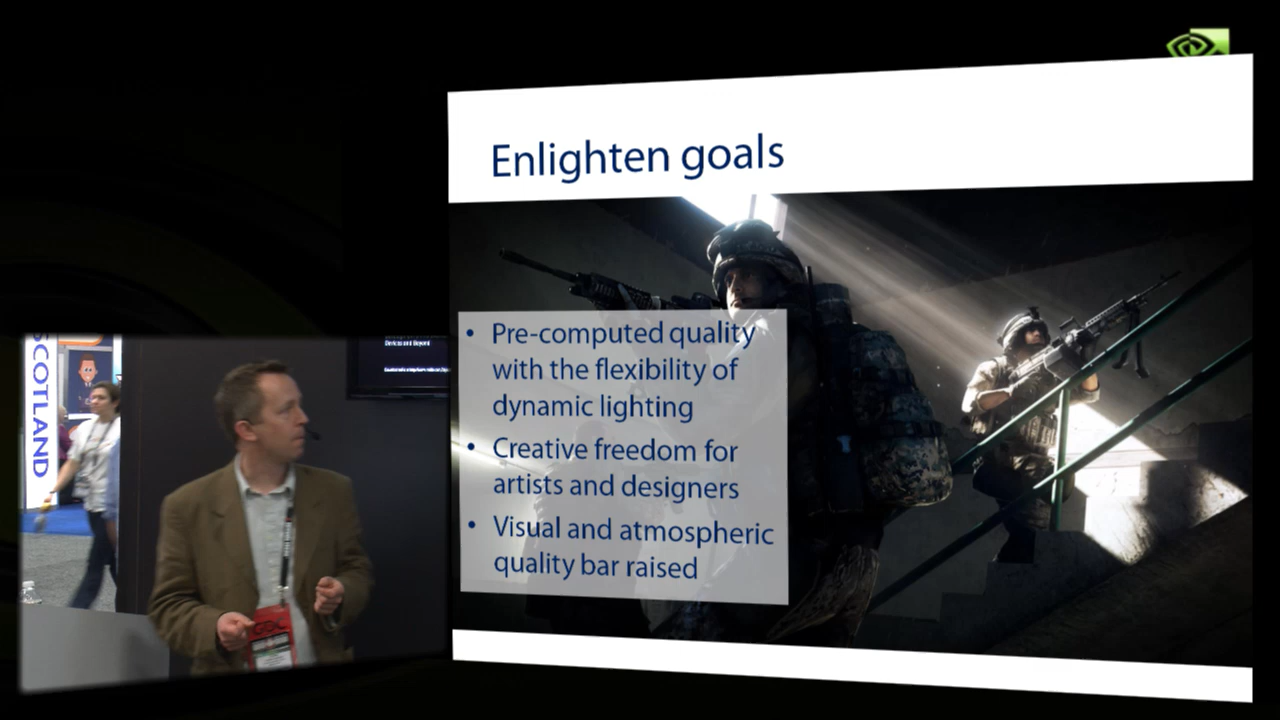 Enlighten goals
• Pre-computed quality
with the flexibility of
dynamic lighting
• Creative freedom for
artists and designers
• Visual and atmospheric
quality bar raised
SCOTLAND
Devices and Beyond
GDC